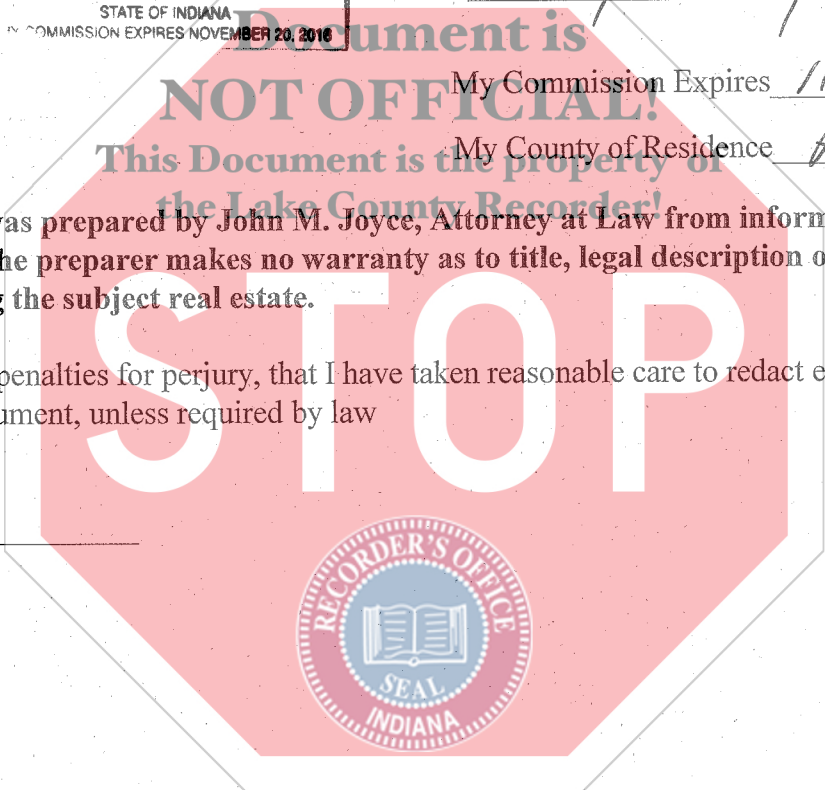 STATE OF INDIANA
COMMISSION EXPIRES NOVEMBER 20, 2016
Document is
NOT OFFICIAL!
My Commission Expires
This Document is the property of
My County of Residence
the Lake County Recorder!
as prepared by John M. Joyce, Attorney at Law from inform
he preparer makes no warranty as to title, legal description o
g the subject real estate.
STOP
penalties for perjury, that I have taken reasonable care to redact e
ument, unless required by law
RECORDER'S OFFICE
SEAL
INDIANA